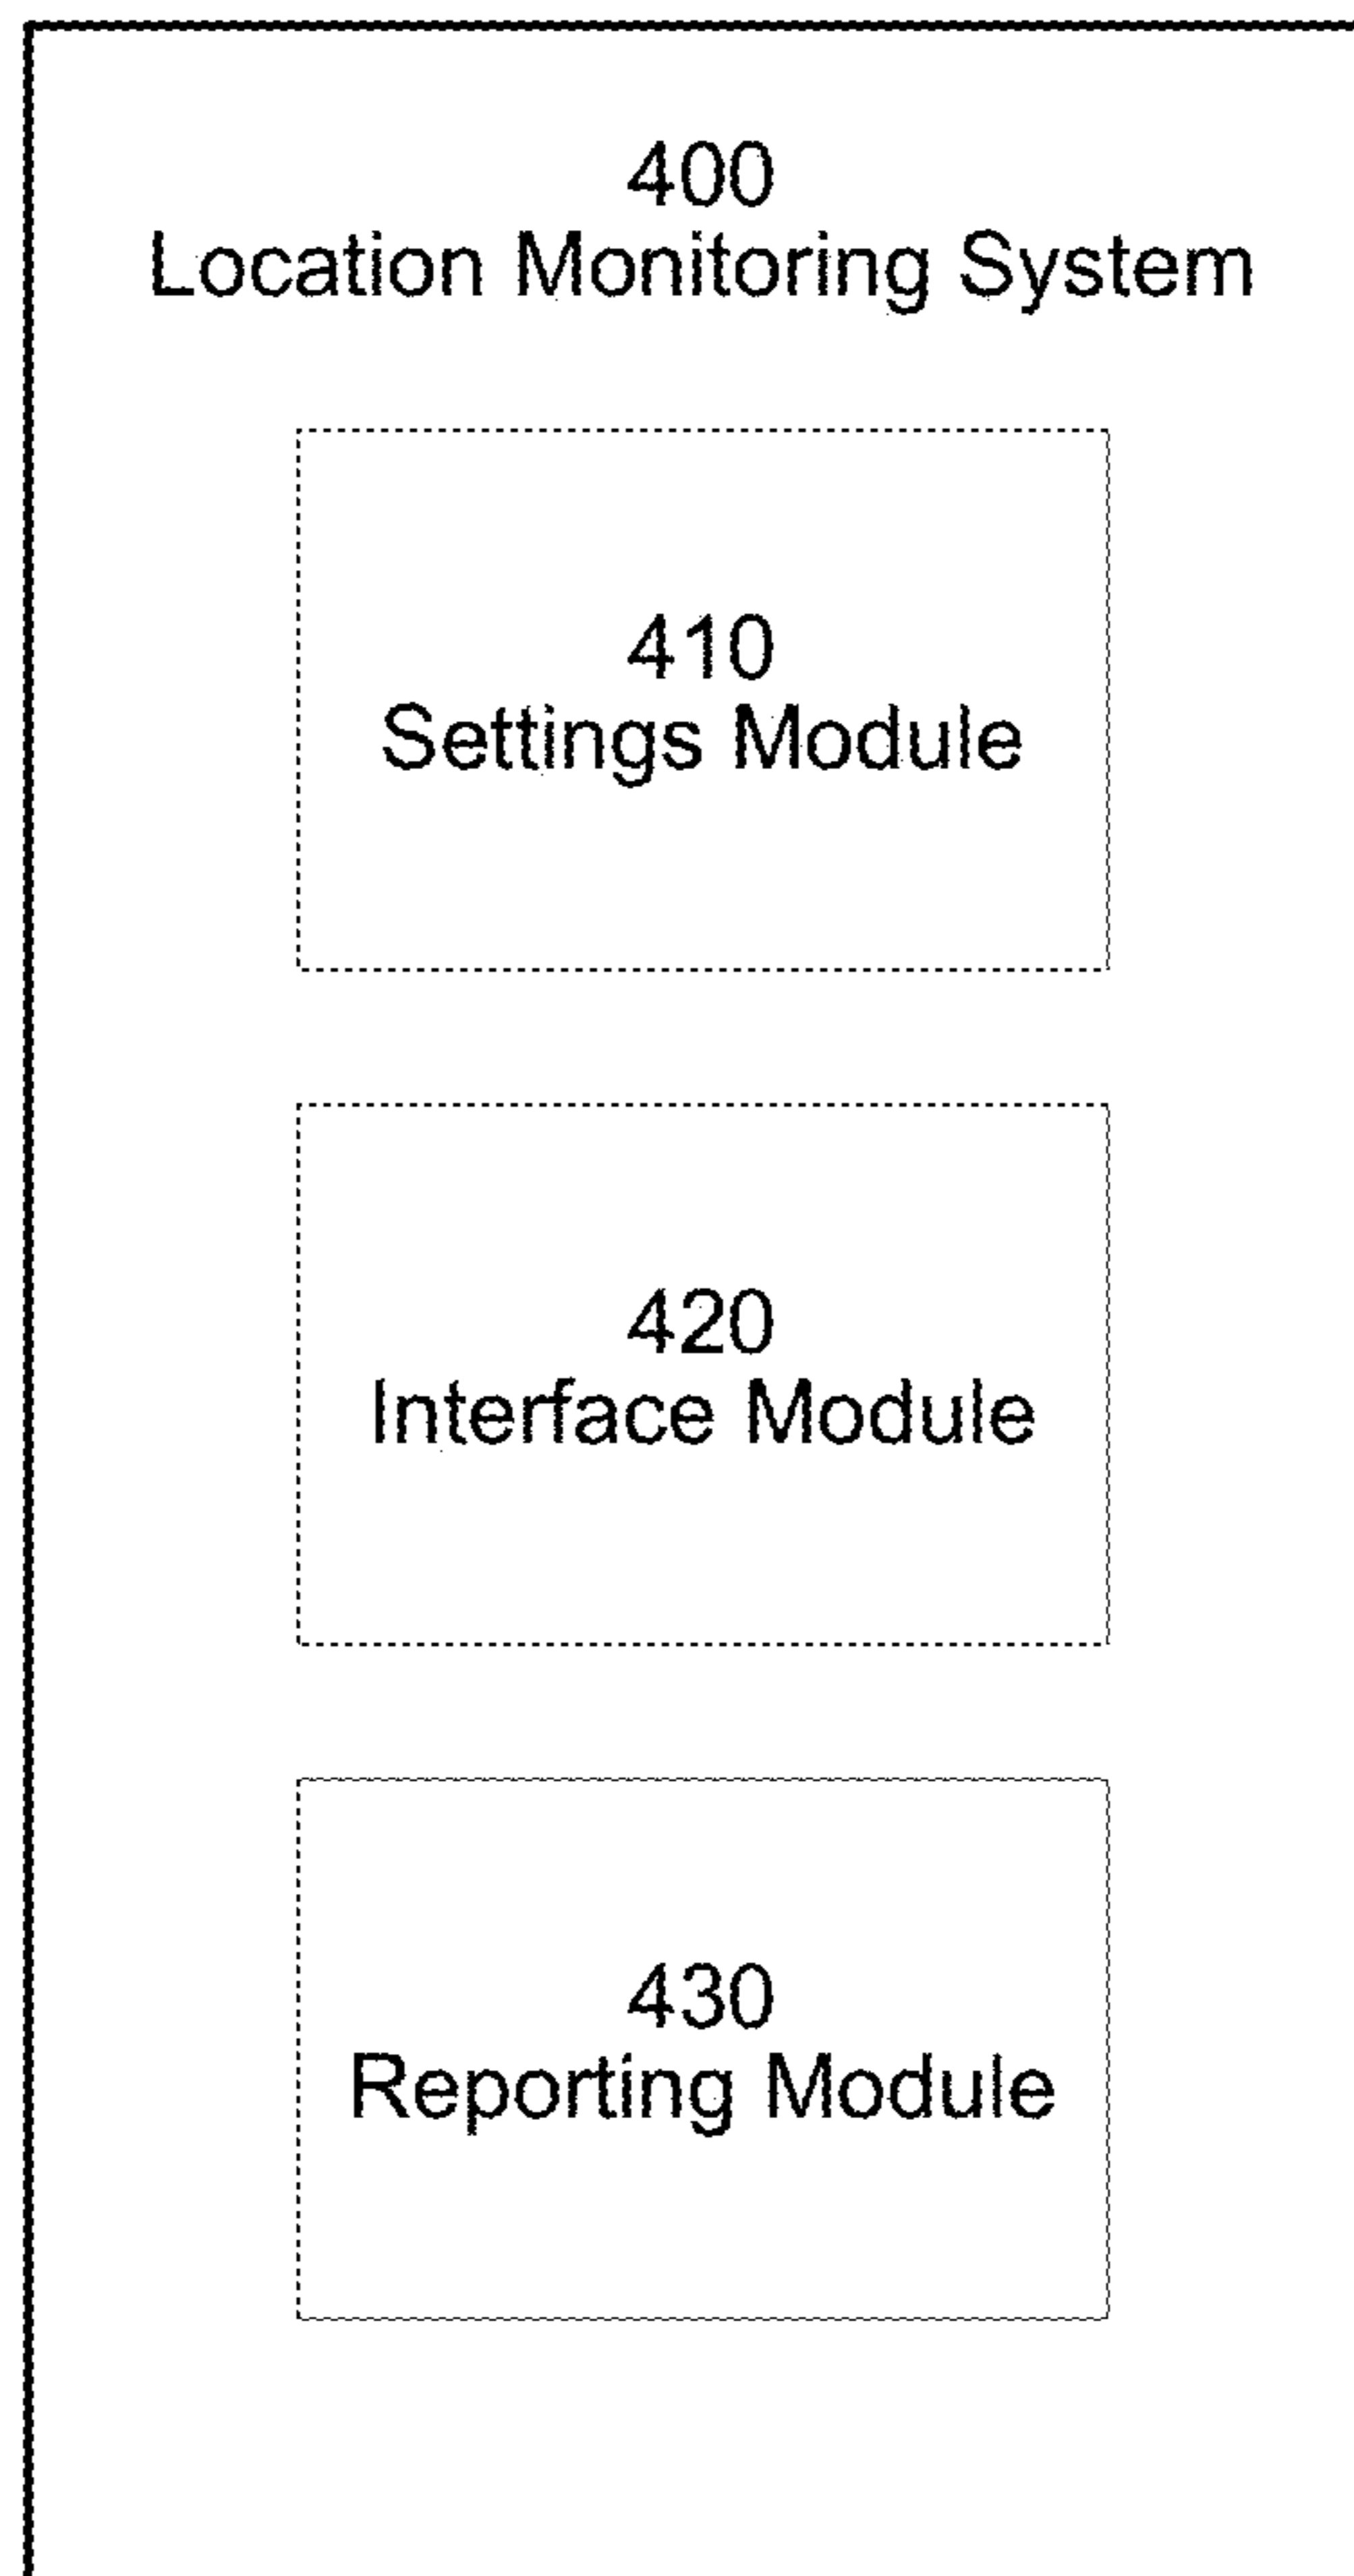 400
Location Monitoring System
410
Settings Module
420
Interface Module
430
Reporting Module